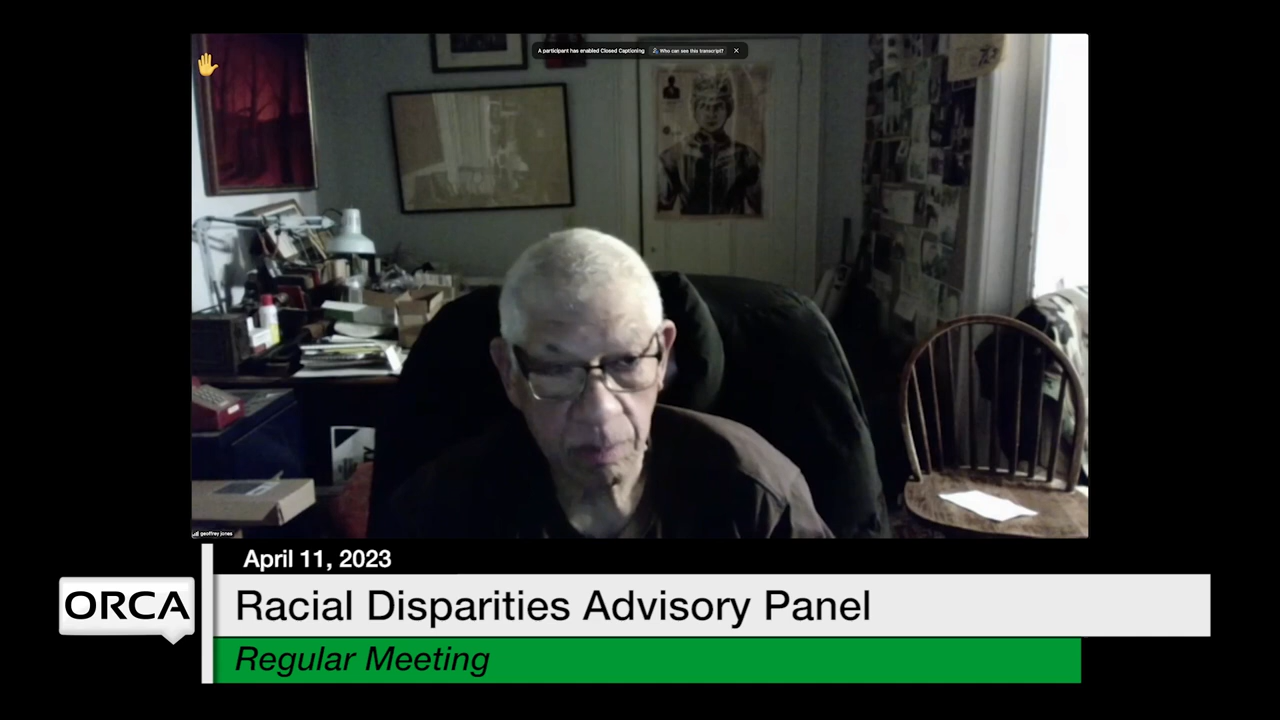 A participant has enabled Closed Captioning Who can see this transcript?
geoffrey jones
April 11, 2023
ORCA
Racial Disparities Advisory Panel
Regular Meeting